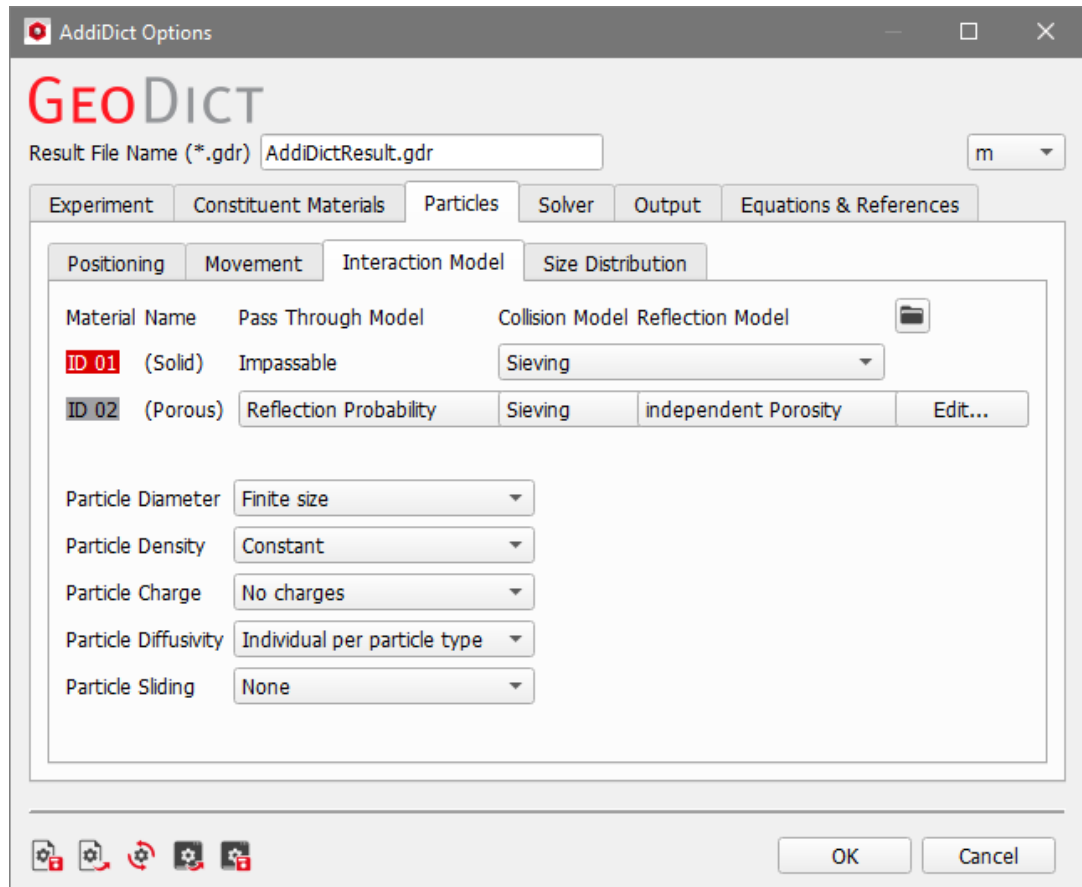 AddiDict Options
GEODICT
Result File Name (*.gdr) AddiDictResult.gdr m
Experiment Constituent Materials Particles Solver Output Equations & References
Positioning Movement Interaction Model Size Distribution
Material Name Pass Through Model Collision Model Reflection Model
ID 01 (Solid) Impassable Sieving
ID 02 (Porous) Reflection Probability Sieving independent Porosity Edit...
Particle Diameter Finite size
Particle Density Constant
Particle Charge No charges
Particle Diffusivity Individual per particle type
Particle Sliding None
OK Cancel